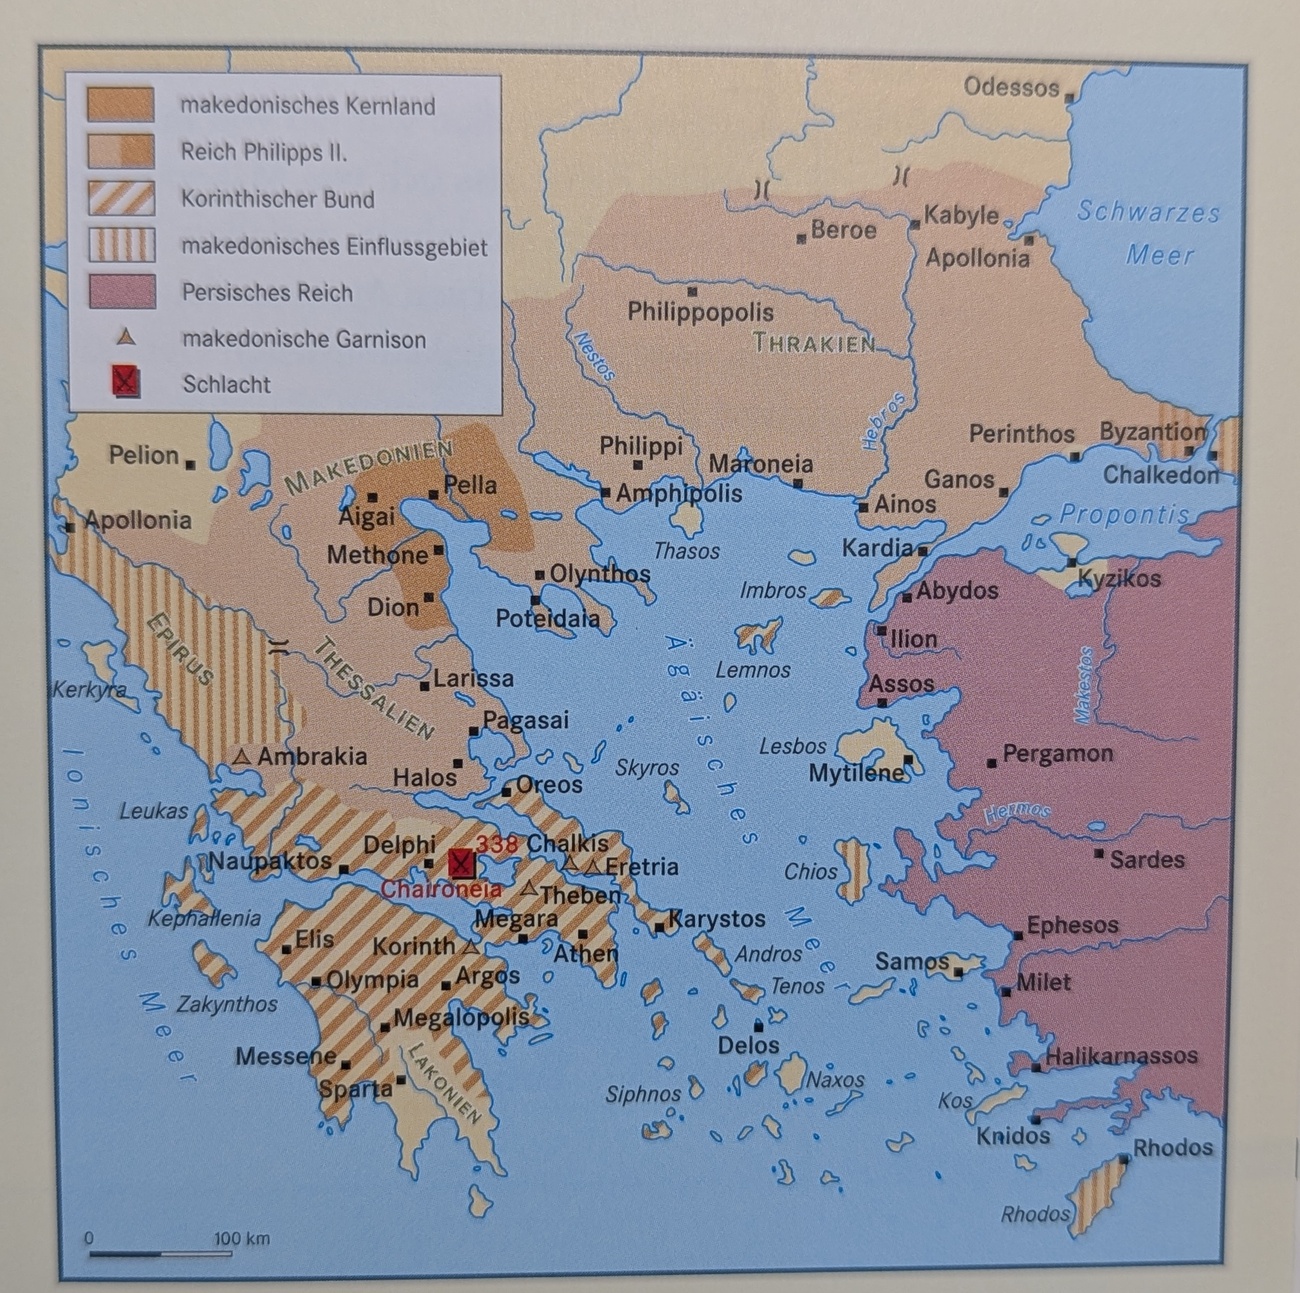 makedonisches Kernland
Reich Philipps II.
Korinthischer Bund
makedonisches Einflussgebiet
Persisches Reich
makedonische Garnison
Schlacht
Odessos
Schwarzes
Meer
Kabyle
Beroe
Apollonia
Philippopolis
THRAKIEN
Nestos
Hebros
Pelion
MAKEDONIEN
Philippi
Maroneia
Perinthos
Byzantion
Chalkedon
Pella
Amphipolis
Ganos
Ainos
Aigai
Apollonia
Propontis
Thasos
Methone
Kardia
Olynthos
Kyzikos
Imbros
Abydos
Dion
Poteidaia
Ilion
EPIRUS
THESSALIEN
Lemnos
Larissa
Assos
Makestos
Kerkyra
Pagasai
Ägäisches Meer
Lesbos
Pergamon
Ambrakia
Halos
Mytilene
Skyros
Oreos
Ionisches Meer
Leukas
Hermos
Delphi
338
Chalkis
Naupaktos
Eretria
Chios
Sardes
Chaironeia
Theben
Kephallenia
Megara
Karystos
Ephesos
Elis
Korinth
Athen
Andros
Samos
Olympia
Argos
Tenos
Milet
Zakynthos
Megalopolis
Delos
Messene
Halikarnassos
LAKONIEN
Sparta
Siphnos
Naxos
Kos
Knidos
Rhodos
Rhodos
0 100 km